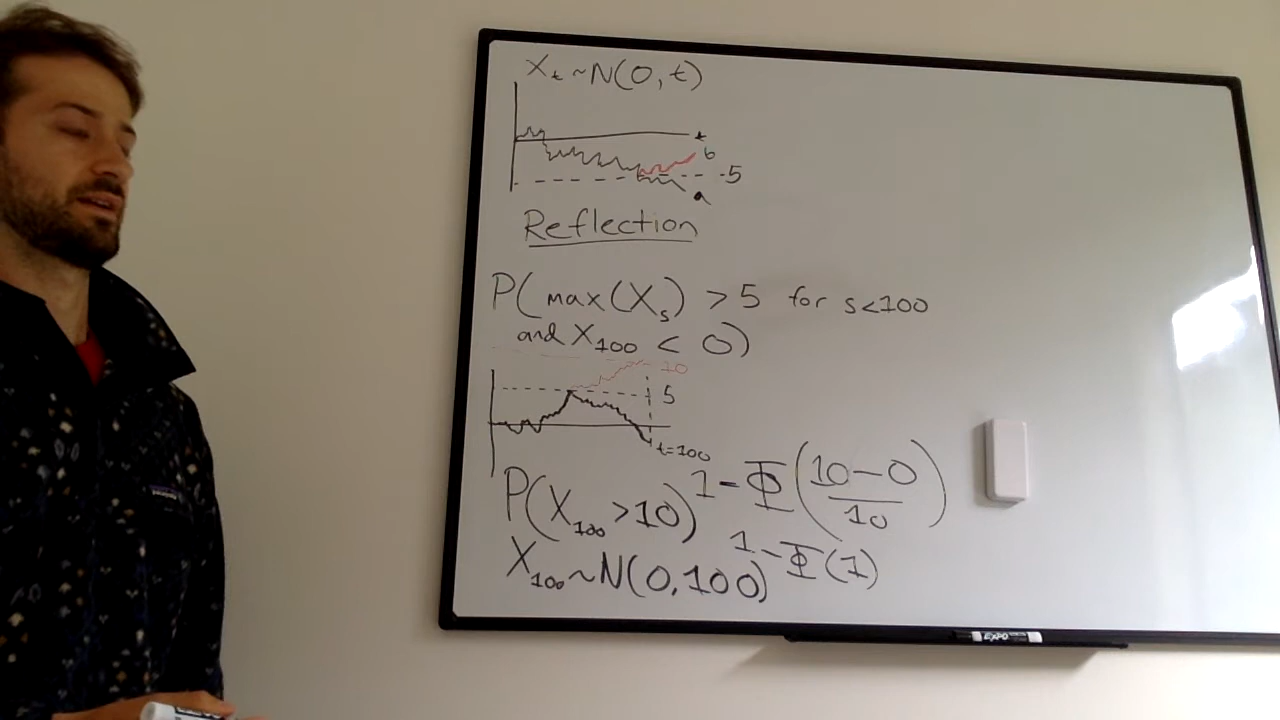 X_t ~ N(0, t)
t
b
-5
a
Reflection
P( max(X_s) > 5 for s<100
and X_100 < 0)
10
5
t=100
P(X_100 >10) 1 - Φ((10-0)/10)
X_100 ~ N(0,100) 1 - Φ(1)
EXPO